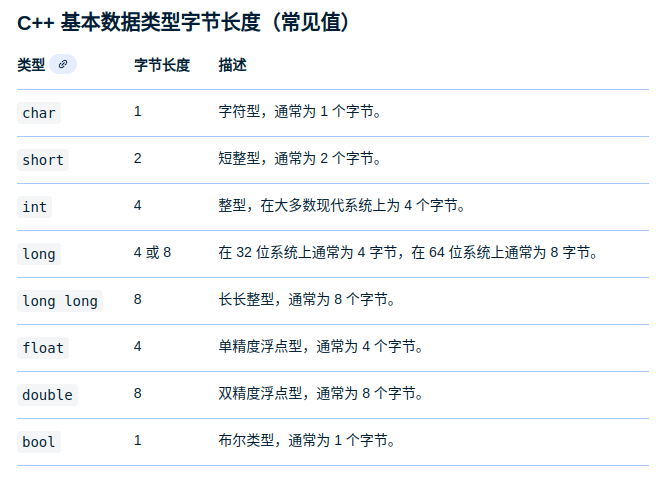 C++ 基本数据类型字节长度（常见值）
类型 字节长度 描述
char 1 字符型，通常为 1 个字节。
short 2 短整型，通常为 2 个字节。
int 4 整型，在大多数现代系统上为 4 个字节。
long 4 或 8 在 32 位系统上通常为 4 字节，在 64 位系统上通常为 8 字节。
long long 8 长长整型，通常为 8 个字节。
float 4 单精度浮点型，通常为 4 个字节。
double 8 双精度浮点型，通常为 8 个字节。
bool 1 布尔类型，通常为 1 个字节。